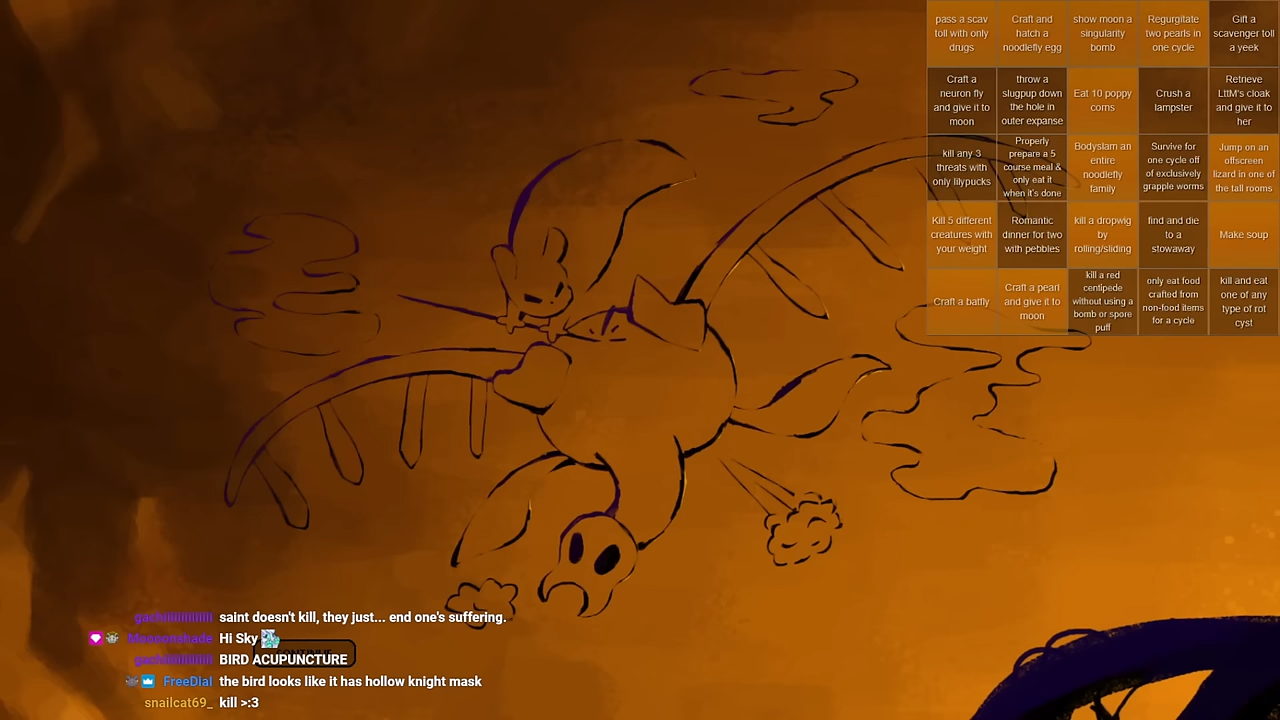 pass a scav
toll with only
drugs
Craft and
hatch a
noodlefly egg
show moon a
singularity
bomb
Regurgitate
two pearls in
one cycle
Gift a
scavenger toll
a yeek
Craft a
neuron fly
and give it to
moon
throw a
slugpup down
the hole in
outer expanse
Eat 10 poppy
corns
Crush a
lampster
Retrieve
LttM's cloak
and give it to
her
kill any 3
threats with
only lilypucks
Properly
prepare a 5
course meal &
only eat it
when it's done
Bodyslam an
entire
noodlefly
family
Survive for
one cycle off
of exclusively
grapple worms
Jump on an
offscreen
lizard in one of
the tall rooms
Kill 5 different
creatures with
your weight
Romantic
dinner for two
with pebbles
kill a dropwig
by
rolling/sliding
find and die
to a
stowaway
Make soup
Craft a batfly
Craft a pearl
and give it to
moon
kill a red
centipede
without using a
bomb or spore
puff
only eat food
crafted from
non-food items
for a cycle
kill and eat
one of any
type of rot
cyst
saint doesn't kill, they just... end one's suffering.
Hi Sky
CONTINUE
BIRD ACUPUNCTURE
FreeDial the bird looks like it has hollow knight mask
snailcat69_ kill >:3